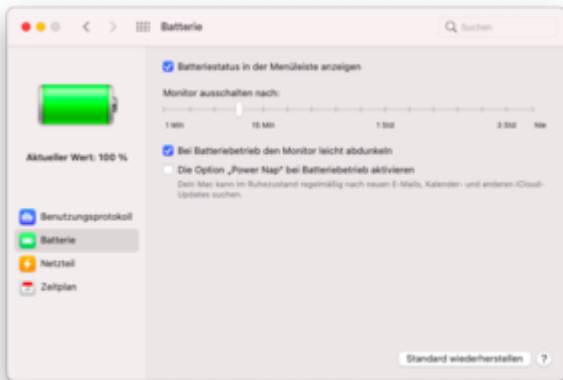 Batterie
Suchen
Batteriestatus in der Menüleiste anzeigen
Monitor ausschalten nach:
1 Min 15 Min 1 Std 3 Std Nie
Aktueller Wert: 100 %
Bei Batteriebetrieb den Monitor leicht abdunkeln
Die Option „Power Nap“ bei Batteriebetrieb aktivieren
Dein Mac kann im Ruhezustand regelmäßig nach neuen E-Mails, Kalender- und anderen iCloud-
Updates suchen.
Benutzungsprotokoll
Batterie
Netzteil
Zeitplan
Standard wiederherstellen ?